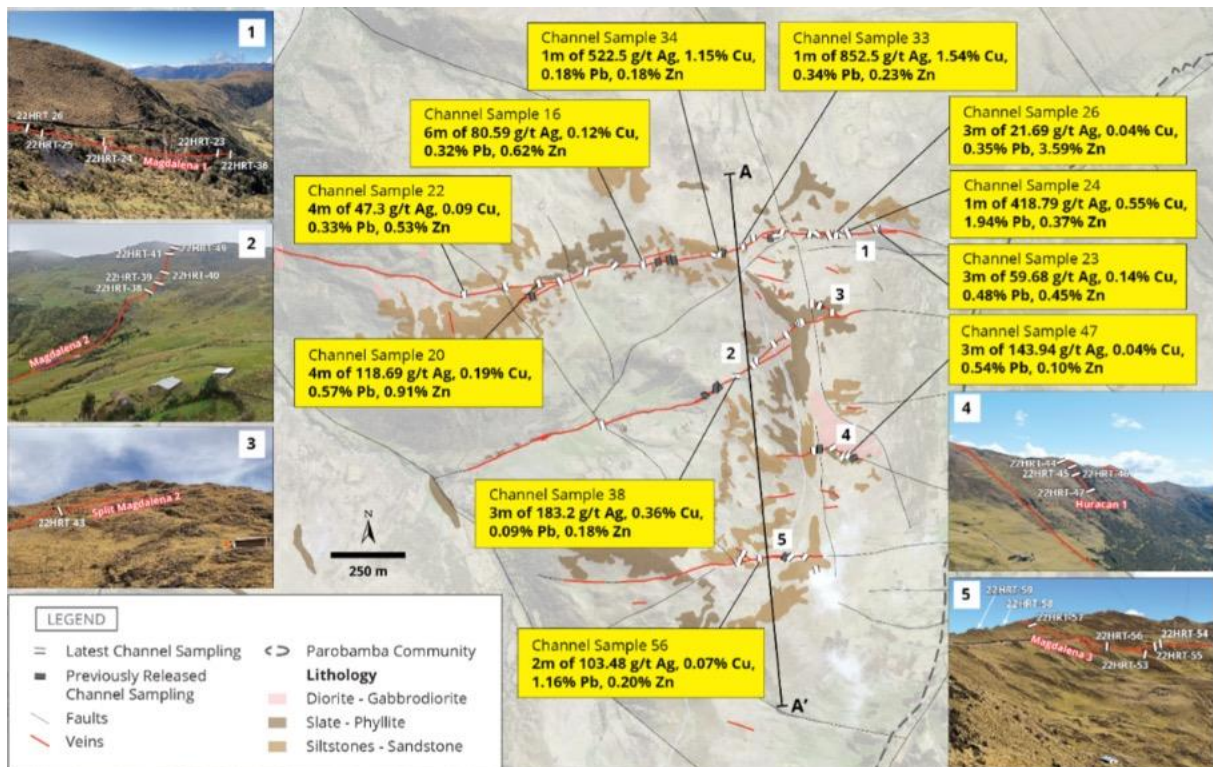 1
22HRT-26
22HRT-25
22HRT-24
22HRT-23
22HRT-36
Magdalena 1
2
22HRT-41
22HRT-49
22HRT-39
22HRT-40
22HRT-38
Magdalena 2
3
Split Magdalena 2
22HRT-43
Channel Sample 34
1m of 522.5 g/t Ag, 1.15% Cu,
0.18% Pb, 0.18% Zn
Channel Sample 33
1m of 852.5 g/t Ag, 1.54% Cu,
0.34% Pb, 0.23% Zn
Channel Sample 16
6m of 80.59 g/t Ag, 0.12% Cu,
0.32% Pb, 0.62% Zn
Channel Sample 26
3m of 21.69 g/t Ag, 0.04% Cu,
0.35% Pb, 3.59% Zn
Channel Sample 22
4m of 47.3 g/t Ag, 0.09 Cu,
0.33% Pb, 0.53% Zn
Channel Sample 24
1m of 418.79 g/t Ag, 0.55% Cu,
1.94% Pb, 0.37% Zn
Channel Sample 23
3m of 59.68 g/t Ag, 0.14% Cu,
0.48% Pb, 0.45% Zn
Channel Sample 20
4m of 118.69 g/t Ag, 0.19% Cu,
0.57% Pb, 0.91% Zn
Channel Sample 47
3m of 143.94 g/t Ag, 0.04% Cu,
0.54% Pb, 0.10% Zn
Channel Sample 38
3m of 183.2 g/t Ag, 0.36% Cu,
0.09% Pb, 0.18% Zn
Channel Sample 56
2m of 103.48 g/t Ag, 0.07% Cu,
1.16% Pb, 0.20% Zn
A
1
3
2
4
5
A'
N
250 m
4
22HRT-44
22HRT-45
22HRT-46
22HRT-47
Huracan 1
5
22HRT-59
22HRT-58
22HRT-57
22HRT-56
22HRT-54
22HRT-53
22HRT-55
Magdalena 3
LEGEND
Latest Channel Sampling
Previously Released
Channel Sampling
Faults
Veins
Parobamba Community
Lithology
Diorite - Gabbrodiorite
Slate - Phyllite
Siltstones - Sandstone